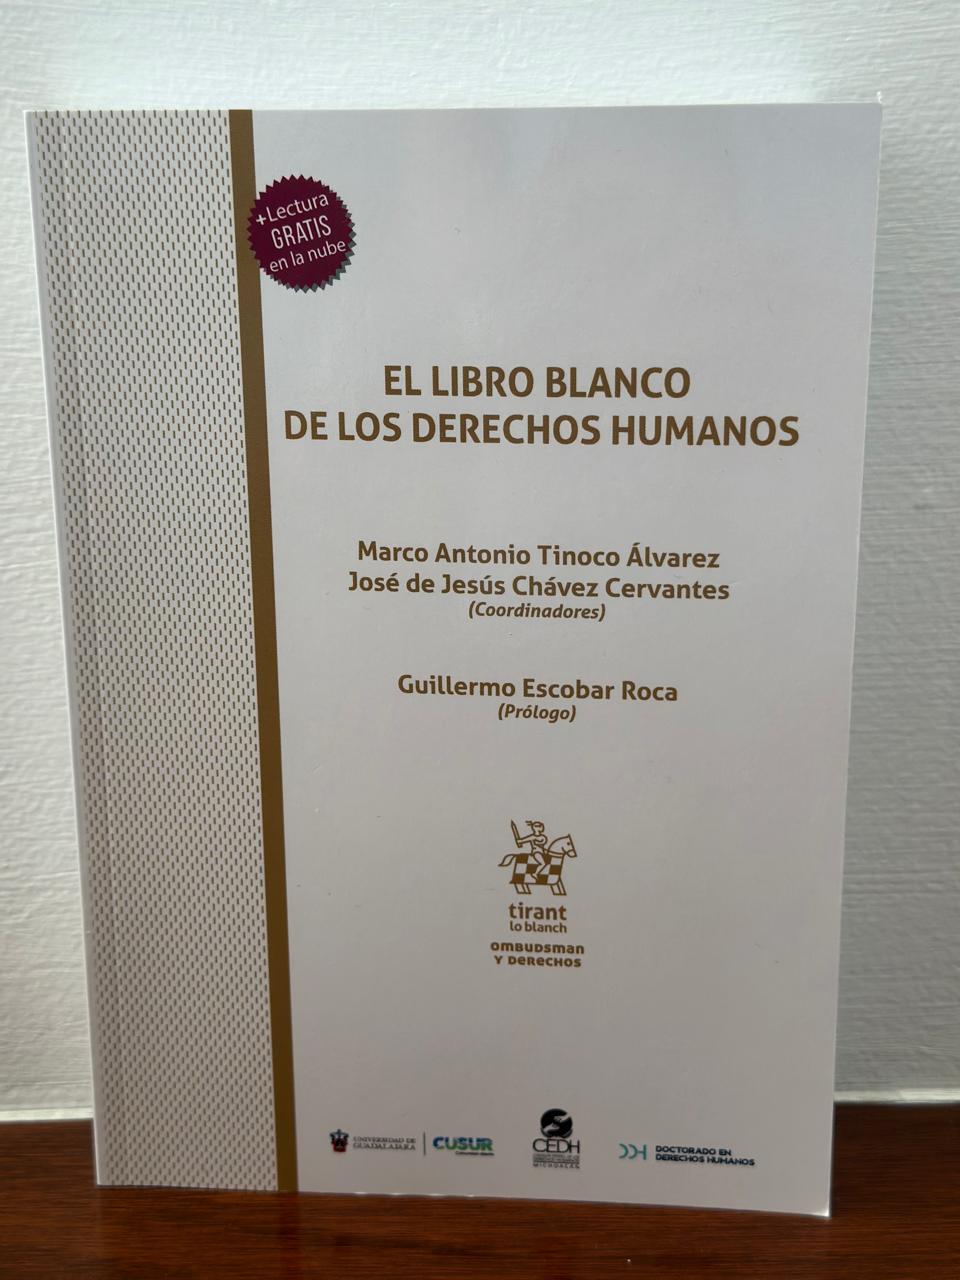 +Lectura
GRATIS
en la nube
EL LIBRO BLANCO
DE LOS DERECHOS HUMANOS
Marco Antonio Tinoco Álvarez
José de Jesús Chávez Cervantes
(Coordinadores)
Guillermo Escobar Roca
(Prólogo)
tirant
lo blanch
OMBUDSMAN
Y DERECHOS
UNIVERSIDAD DE
GUADALAJARA
CUSUR
CEDH
MICHOACÁN
DDH
DOCTORADO EN
DERECHOS HUMANOS